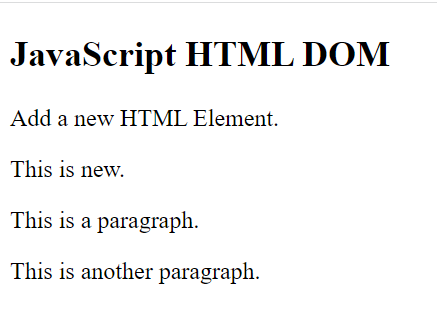 JavaScript HTML DOM
Add a new HTML Element.
This is new.
This is a paragraph.
This is another paragraph.